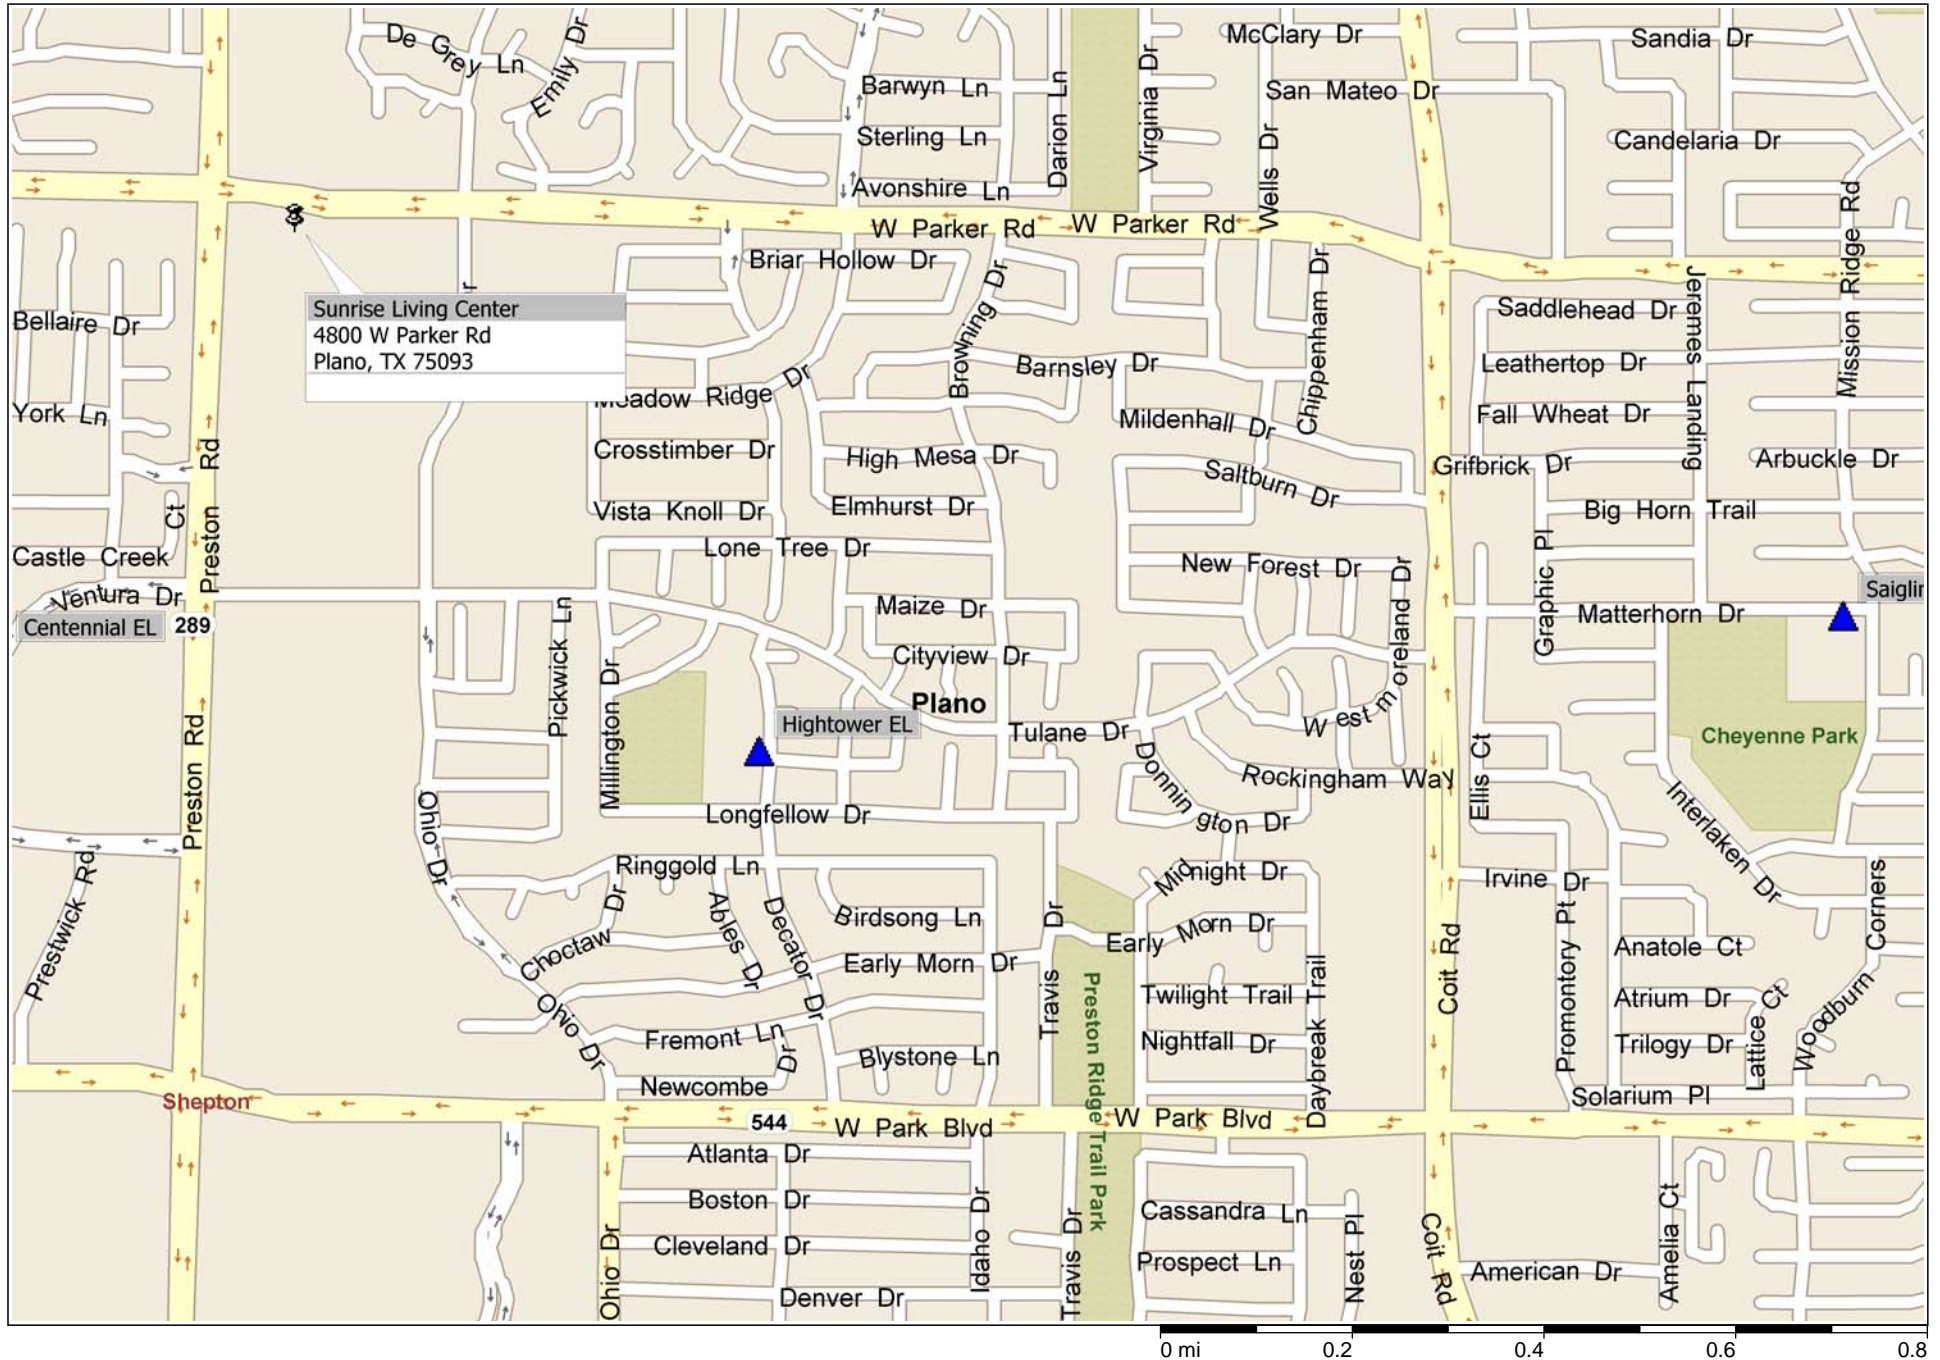 De Grey Ln
Emily Dr
Barwyn Ln
Sterling Ln
Avonshire Ln
Darion Ln
Virginia Dr
McClary Dr
Wells Dr
San Mateo Dr
Sandia Dr
Candelaria Dr
Mission Ridge Rd
W Parker Rd
W Parker Rd
Sunrise Living Center
4800 W Parker Rd
Plano, TX 75093
Bellaire Dr
York Ln
Ct
Castle Creek
Ventura Dr
Centennial EL
289
Preston Rd
Preston Rd
Briar Hollow Dr
Browning Dr
Chippenham Dr
Barnsley Dr
Meadow Ridge Dr
Mildenhall Dr
Crosstimber Dr
High Mesa Dr
Saltburn Dr
Vista Knoll Dr
Elmhurst Dr
Lone Tree Dr
New Forest Dr
Westmoreland Dr
Saddlehead Dr
Jeremes Landing
Leathertop Dr
Fall Wheat Dr
Grifbrick Dr
Arbuckle Dr
Big Horn Trail
Graphic Pl
Matterhorn Dr
Pickwick Ln
Millington Dr
Maize Dr
Cityview Dr
Plano
Hightower EL
Tulane Dr
Donnington Dr
Rockingham Way
Ellis Ct
Cheyenne Park
Interlaken Dr
Longfellow Dr
Ohio Dr
Prestwick Rd
Ringgold Ln
Choctaw Dr
Ables Dr
Decator Dr
Birdsong Ln
Early Morn Dr
Travis Dr
Midnight Dr
Early Morn Dr
Irvine Dr
Promontory Pt
Anatole Ct
Woodburn Corners
Ohio Dr
Fremont Ln
Newcombe Dr
Blystone Ln
Preston Ridge Trail Park
Twilight Trail
Nightfall Dr
Daybreak Trail
Coit Rd
Atrium Dr
Lattice Ct
Trilogy Dr
Solarium Pl
Shepton
544
W Park Blvd
W Park Blvd
Atlanta Dr
Boston Dr
Cleveland Dr
Denver Dr
Ohio Dr
Idaho Dr
Travis Dr
Cassandra Ln
Prospect Ln
Nest Pl
Coit Rd
American Dr
Amelia Ct
0 mi 0.2 0.4 0.6 0.8